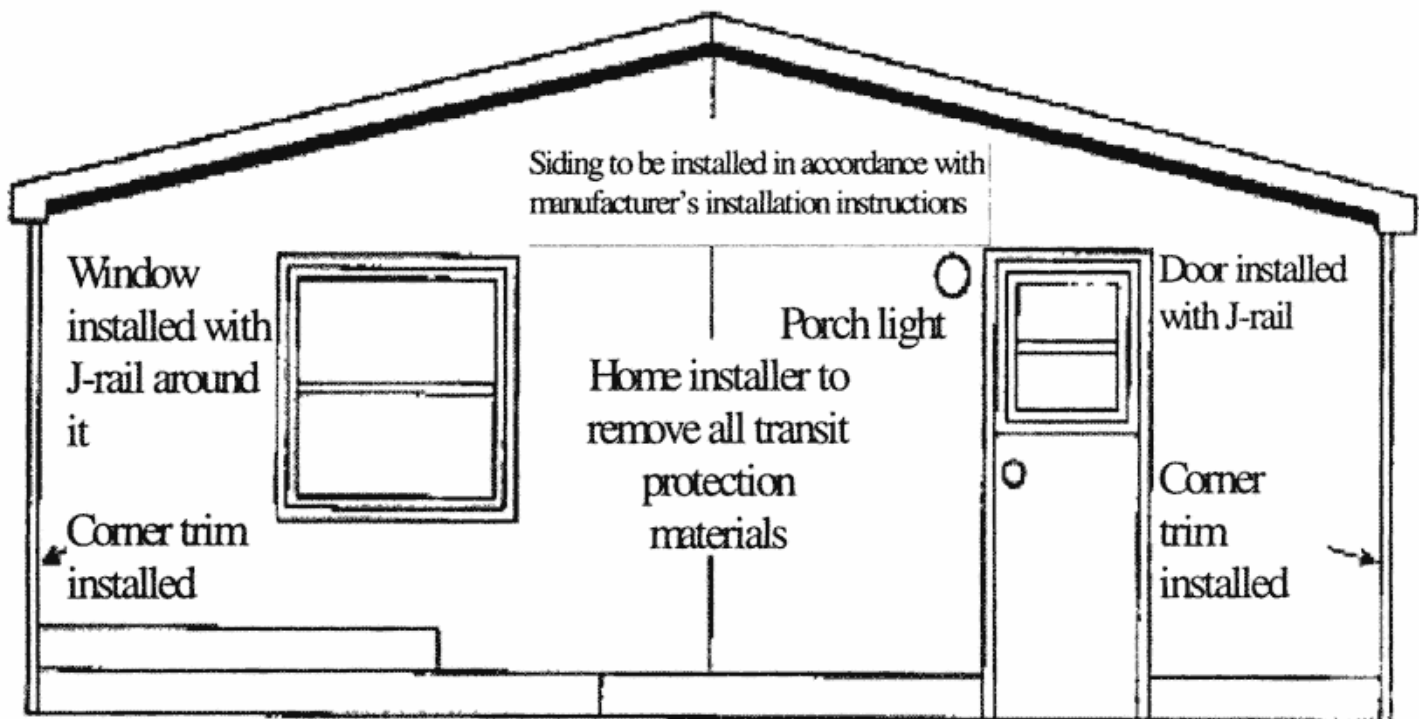 Siding to be installed in accordance with
manufacturer's installation instructions
Window
installed with
J-rail around
it
Porch light
Door installed
with J-rail
Home installer to
remove all transit
protection
materials
Corner trim
installed
Corner
trim
installed